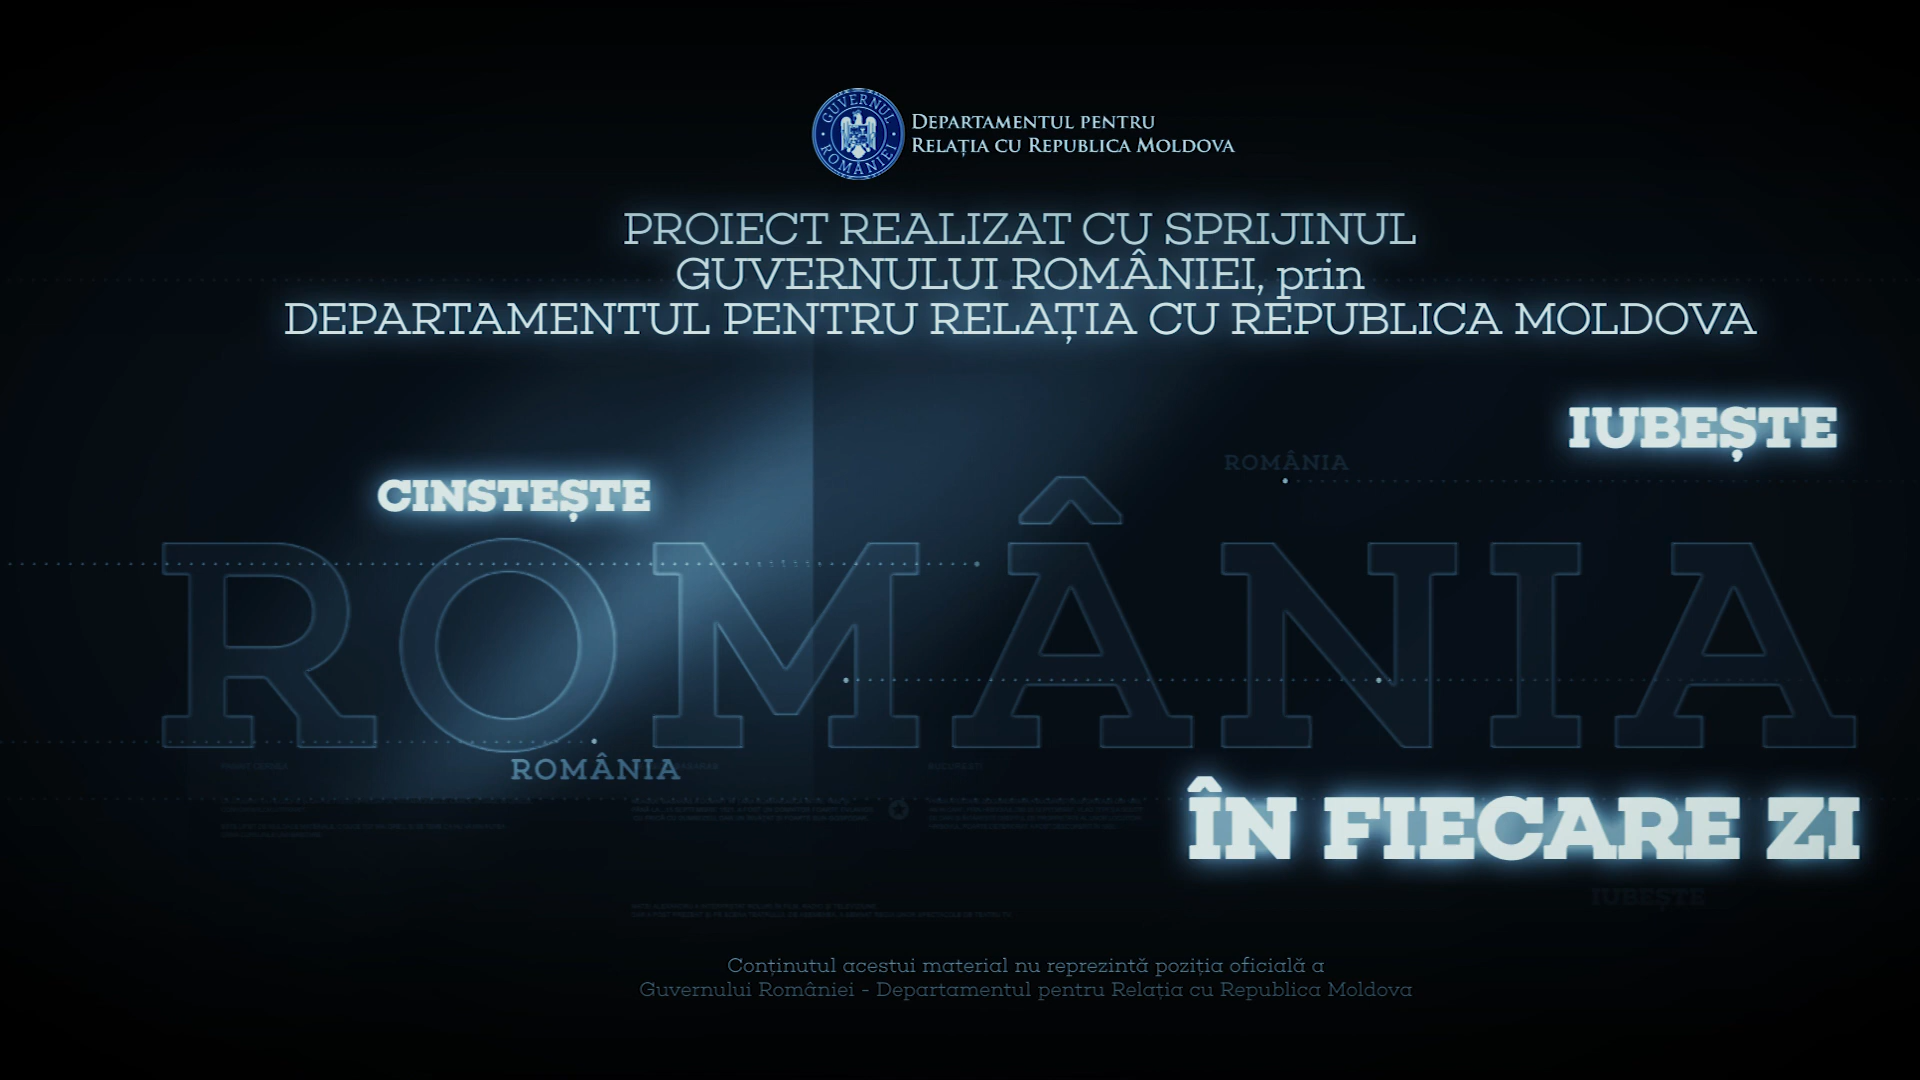 GUVERNUL ROMÂNIEI
DEPARTAMENTUL PENTRU
RELAȚIA CU REPUBLICA MOLDOVA
PROIECT REALIZAT CU SPRIJINUL
GUVERNULUI ROMÂNIEI, prin
DEPARTAMENTUL PENTRU RELAȚIA CU REPUBLICA MOLDOVA
IUBEȘTE
ROMÂNIA
CINSTEȘTE
ROMÂNIA
ROMÂNIA
BUCUREȘTI
ÎN FIECARE ZI
IUBEȘTE
Conținutul acestui material nu reprezintă poziția oficială a
Guvernului României - Departamentul pentru Relația cu Republica Moldova